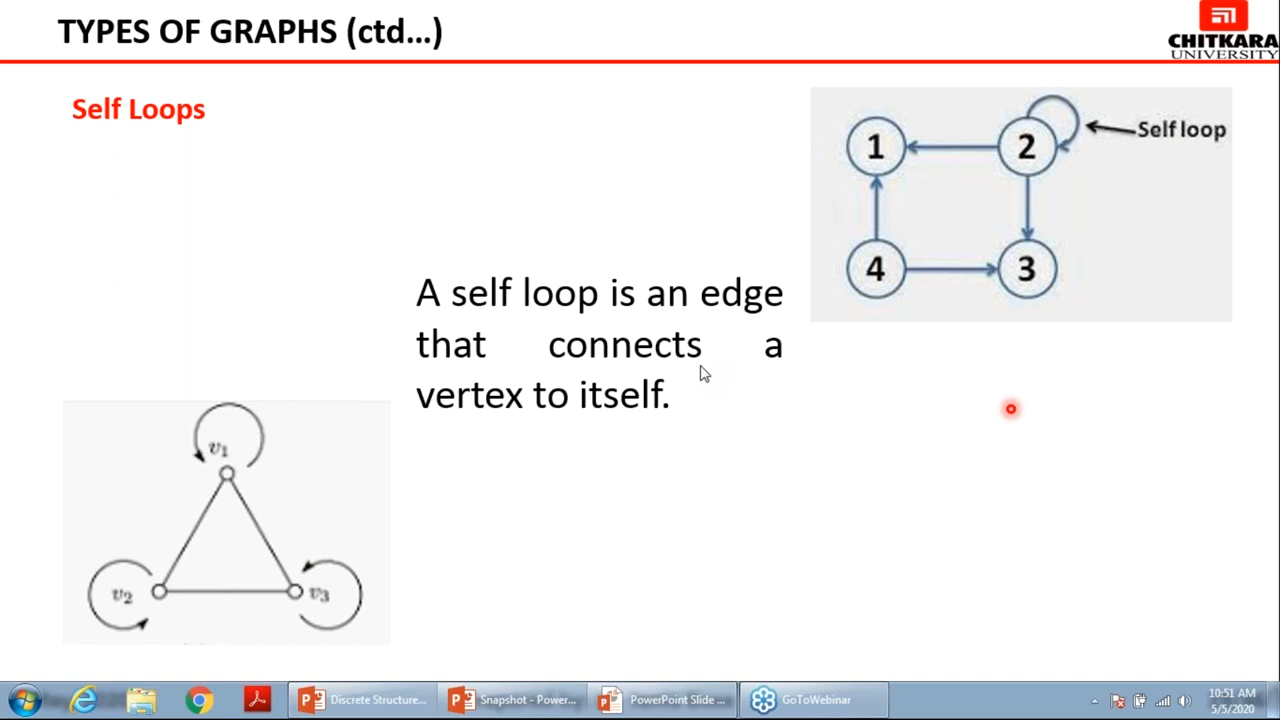 TYPES OF GRAPHS (ctd...)
CHITKARA
UNIVERSITY
Self Loops
1
2
Self loop
4
3
A self loop is an edge
that connects a
vertex to itself.
v1
v2
v3
Discrete Structure...
Snapshot - Power...
PowerPoint Slide ...
GoToWebinar
10:51 AM
5/5/2020